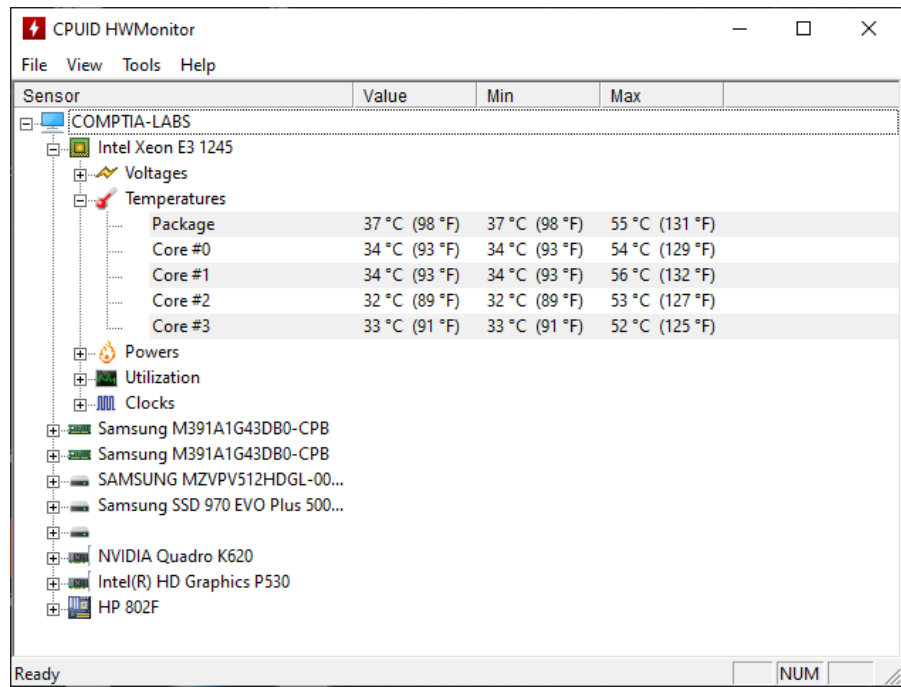 CPUID HWMonitor
File View Tools Help
Sensor Value Min Max
COMPTIA-LABS
Intel Xeon E3 1245
Voltages
Temperatures
Package 37 °C (98 °F) 37 °C (98 °F) 55 °C (131 °F)
Core #0 34 °C (93 °F) 34 °C (93 °F) 54 °C (129 °F)
Core #1 34 °C (93 °F) 34 °C (93 °F) 56 °C (132 °F)
Core #2 32 °C (89 °F) 32 °C (89 °F) 53 °C (127 °F)
Core #3 33 °C (91 °F) 33 °C (91 °F) 52 °C (125 °F)
Powers
Utilization
Clocks
Samsung M391A1G43DB0-CPB
Samsung M391A1G43DB0-CPB
SAMSUNG MZVPV512HDGL-00...
Samsung SSD 970 EVO Plus 500...
NVIDIA Quadro K620
Intel(R) HD Graphics P530
HP 802F
Ready NUM